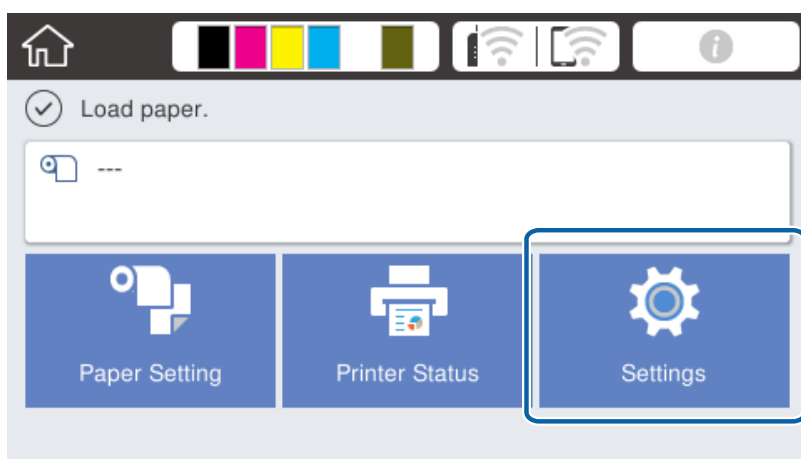 Load paper.
---
Paper Setting
Printer Status
Settings